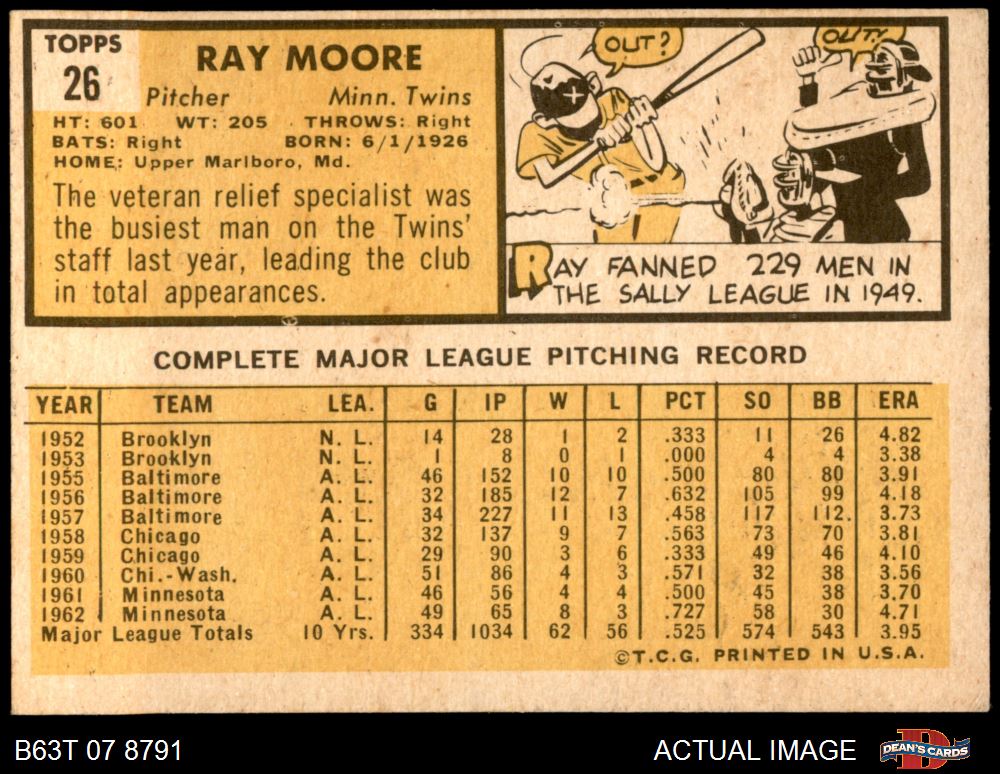 TOPPS
26
RAY MOORE
Pitcher Minn. Twins
HT: 601 WT: 205 THROWS: Right
BATS: Right BORN: 6/1/1926
HOME: Upper Marlboro, Md.
The veteran relief specialist was
the busiest man on the Twins'
staff last year, leading the club
in total appearances.
OUT?
OUT!
RAY FANNED 229 MEN IN
THE SALLY LEAGUE IN 1949.
COMPLETE MAJOR LEAGUE PITCHING RECORD
YEAR TEAM LEA. G IP W L PCT SO BB ERA
1952 Brooklyn N. L. 14 28 1 2 .333 11 26 4.82
1953 Brooklyn N. L. 1 8 0 1 .000 4 4 3.38
1955 Baltimore A. L. 46 152 10 10 .500 80 80 3.91
1956 Baltimore A. L. 32 185 12 7 .632 105 99 4.18
1957 Baltimore A. L. 34 227 11 13 .458 117 112. 3.73
1958 Chicago A. L. 32 137 9 7 .563 73 70 3.81
1959 Chicago A. L. 29 90 3 6 .333 49 46 4.10
1960 Chi.-Wash. A. L. 51 86 4 3 .571 32 38 3.56
1961 Minnesota A. L. 46 56 4 4 .500 45 38 3.70
1962 Minnesota A. L. 49 65 8 3 .727 58 30 4.71
Major League Totals 10 Yrs. 334 1034 62 56 .525 574 543 3.95
©T.C.G. PRINTED IN U.S.A.
B63T 07 8791 ACTUAL IMAGE DEAN'S CARDS